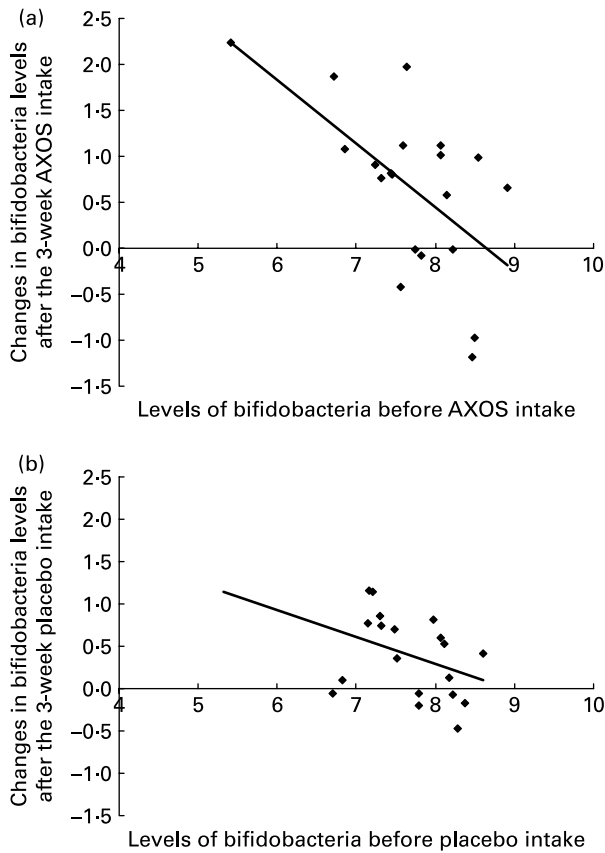 (a)
Changes in bifidobacteria levels
after the 3-week AXOS intake
2·5
2·0
1·5
1·0
0·5
0·0
−0·5
−1·0
−1·5
4 5 6 7 8 9 10
Levels of bifidobacteria before AXOS intake
(b)
Changes in bifidobacteria levels
after the 3-week placebo intake
2·5
2·0
1·5
1·0
0·5
0·0
−0·5
−1·0
−1·5
4 5 6 7 8 9 10
Levels of bifidobacteria before placebo intake